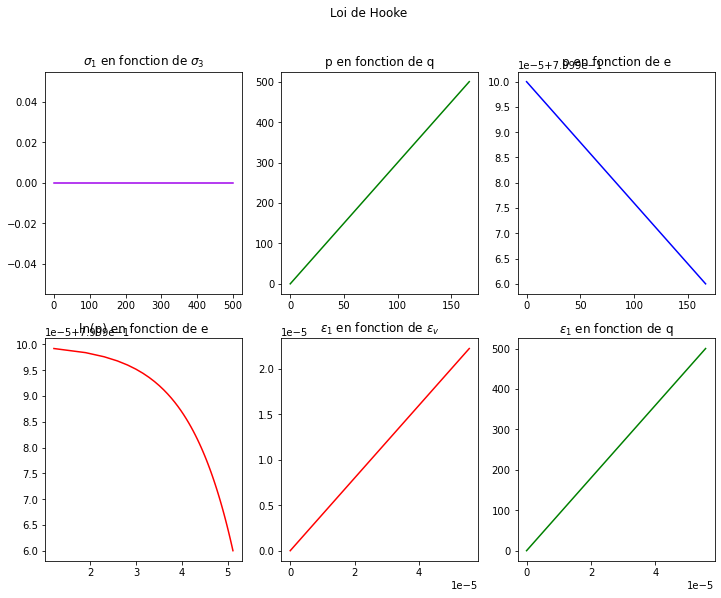 Loi de Hooke
σ₁ en fonction de σ₃
p en fonction de q
p en fonction de e
1e−5+7.999e−1
0.04
0.02
0.00
−0.02
−0.04
0 100 200 300 400 500
500
400
300
200
100
0
0 50 100 150
10.0
9.5
9.0
8.5
8.0
7.5
7.0
6.5
6.0
0 50 100 150
ln(p) en fonction de e
1e−5+7.999e−1
ε₁ en fonction de εᵥ
1e−5
ε₁ en fonction de q
10.0
9.5
9.0
8.5
8.0
7.5
7.0
6.5
6.0
2 3 4 5
2.0
1.5
1.0
0.5
0.0
0 2 4
1e−5
500
400
300
200
100
0
0 2 4
1e−5